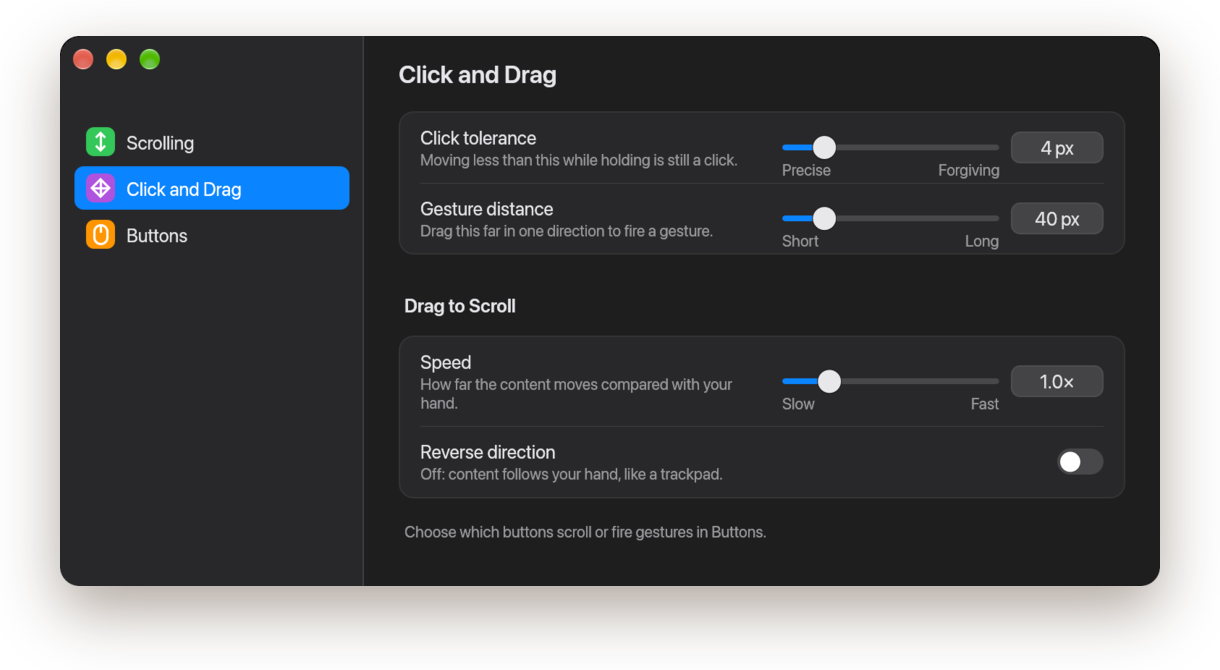 Scrolling
Click and Drag
Buttons
Click and Drag
Click tolerance
Moving less than this while holding is still a click.
Precise
Forgiving
4 px
Gesture distance
Drag this far in one direction to fire a gesture.
Short
Long
40 px
Drag to Scroll
Speed
How far the content moves compared with your
hand.
Slow
Fast
1.0×
Reverse direction
Off: content follows your hand, like a trackpad.
Choose which buttons scroll or fire gestures in Buttons.